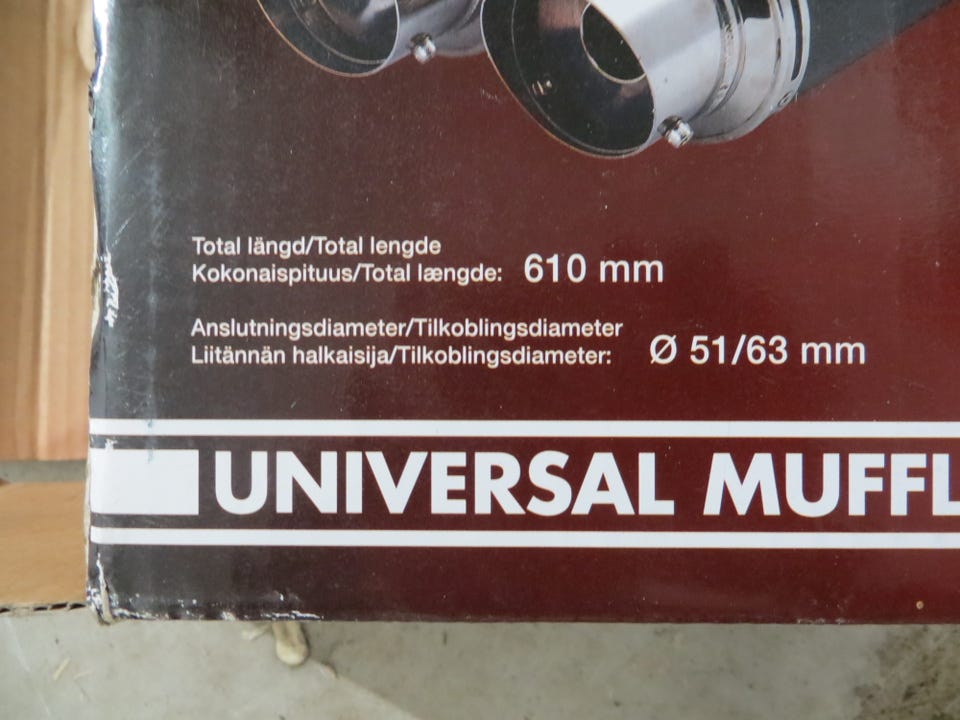 Total längd/Total lengde
Kokonaispituus/Total længde: 610 mm
Anslutningsdiameter/Tilkoblingsdiameter
Liitännän halkaisija/Tilkoblingsdiameter: Ø 51/63 mm
UNIVERSAL MUFFL